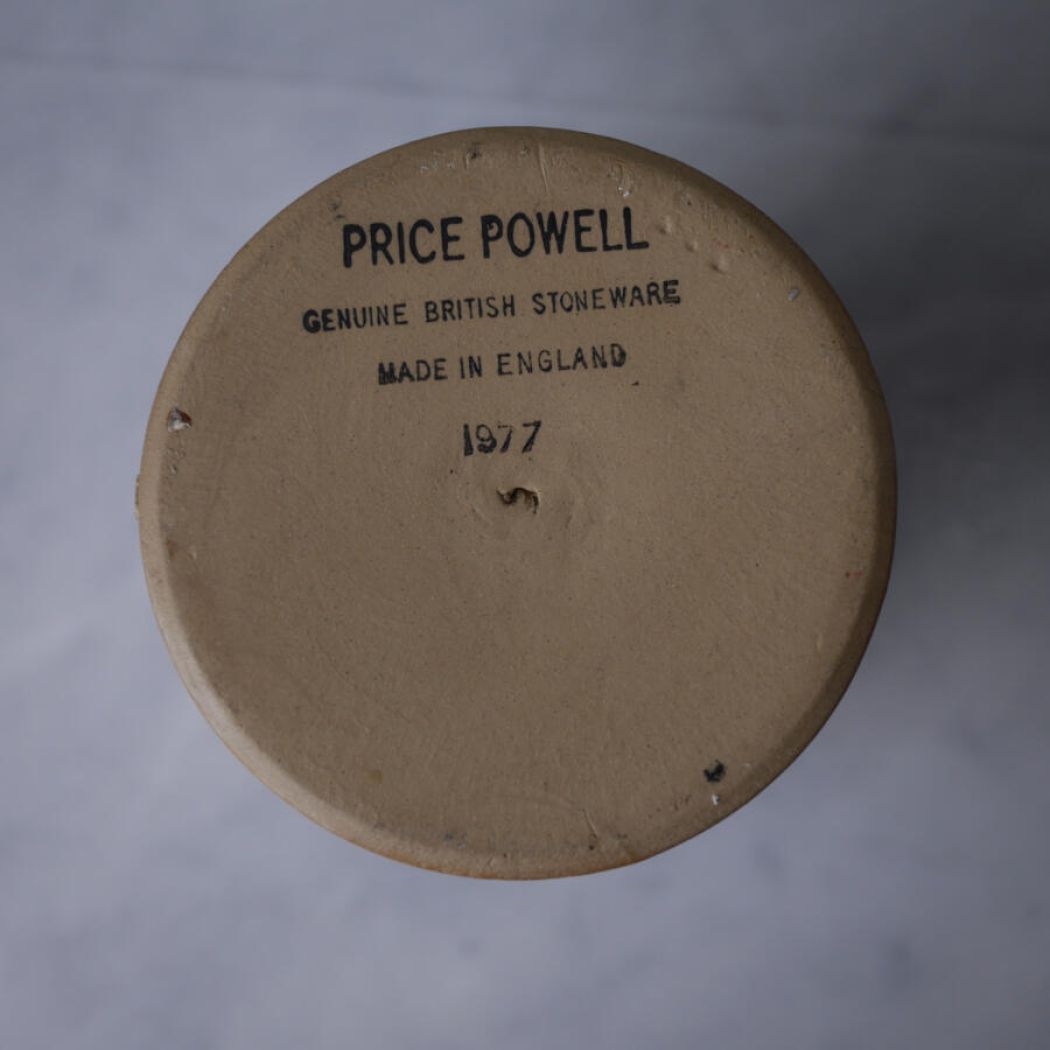 PRICE POWELL
GENUINE BRITISH STONEWARE
MADE IN ENGLAND
1977